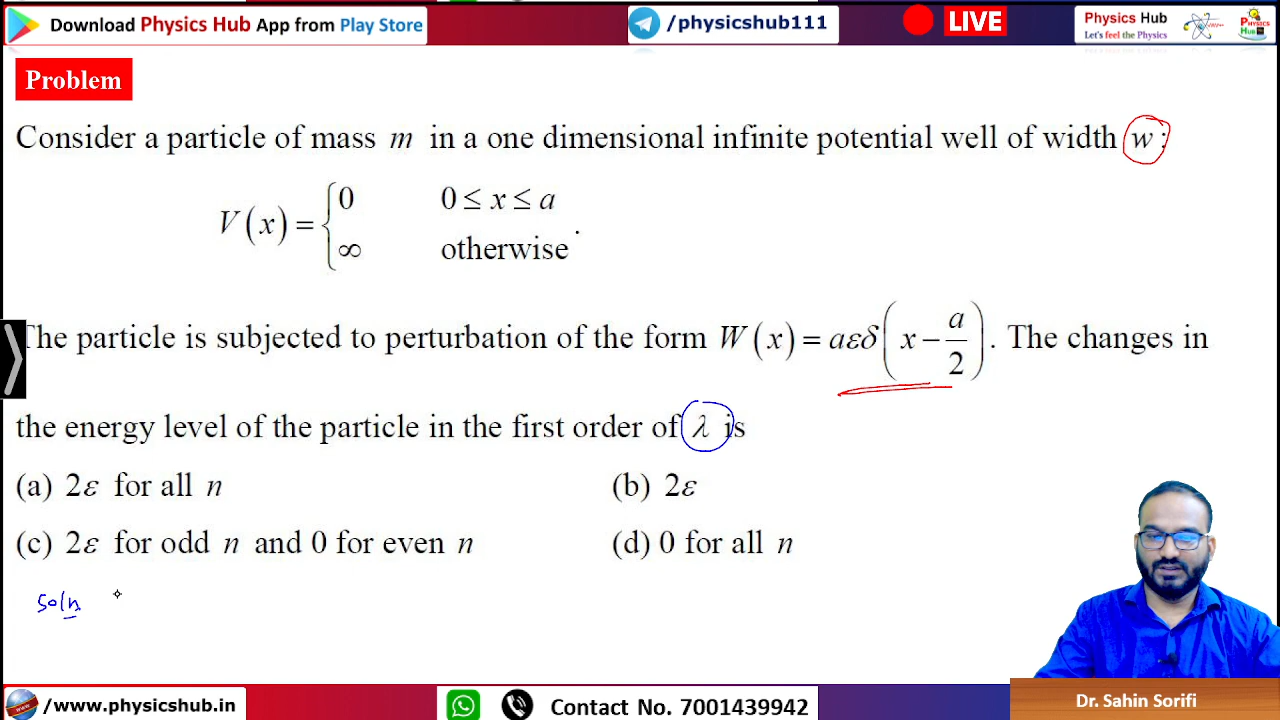 Download Physics Hub App from Play Store
/physicshub111
LIVE
Physics Hub
Let's feel the Physics
PHYSICS
HUB
Problem
Consider a particle of mass m in a one dimensional infinite potential well of width w:
V(x) = { 0    0 ≤ x ≤ a
∞    otherwise .
The particle is subjected to perturbation of the form W(x) = aεδ(x − a/2). The changes in
the energy level of the particle in the first order of λ is
(a) 2ε for all n    (b) 2ε
(c) 2ε for odd n and 0 for even n    (d) 0 for all n
Soln
/www.physicshub.in
Contact No. 7001439942
Dr. Sahin Sorifi